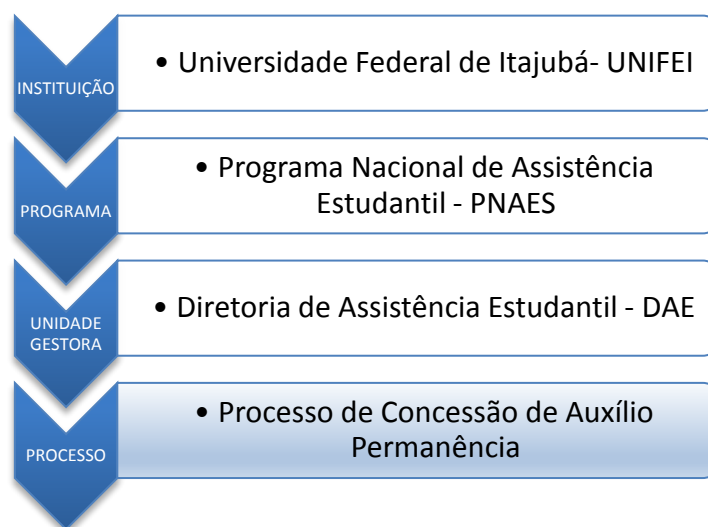 INSTITUIÇÃO
• Universidade Federal de Itajubá- UNIFEI
PROGRAMA
• Programa Nacional de Assistência
Estudantil - PNAES
UNIDADE
GESTORA
• Diretoria de Assistência Estudantil - DAE
PROCESSO
• Processo de Concessão de Auxílio
Permanência